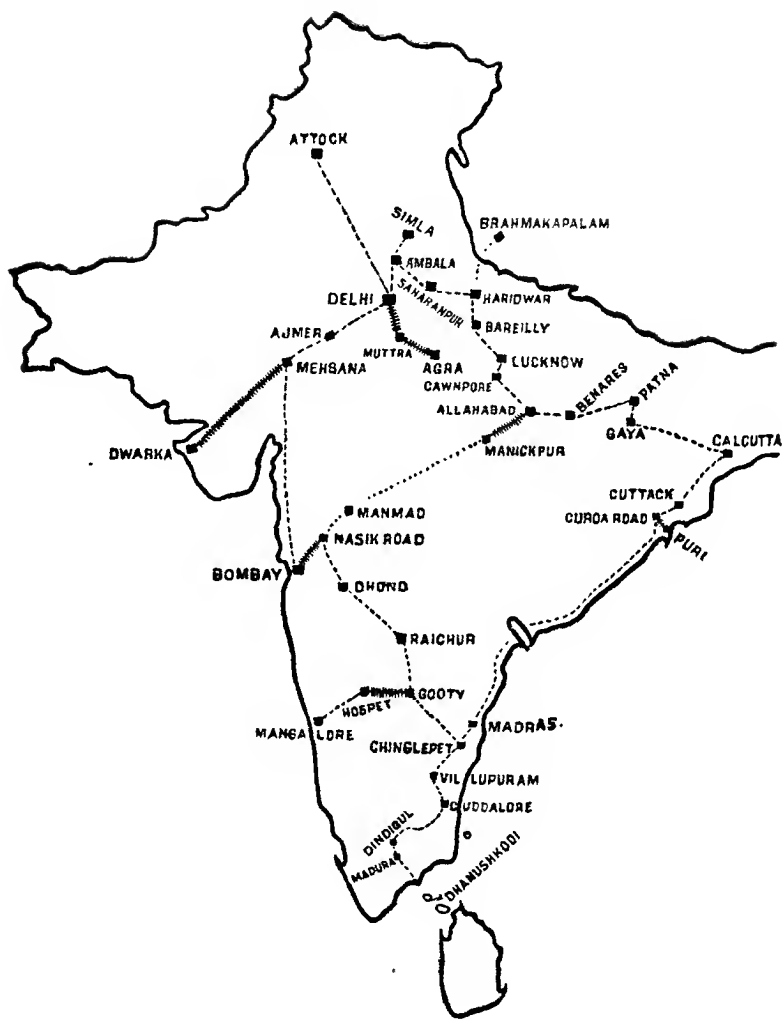 ATTOCK
SIMLA
BRAHMAKAPALAM
AMBALA
DELHI
SAHARANPUR
HARIDWAR
AJMER
BAREILLY
MUTTRA
AGRA
LUCKNOW
MEHSANA
CAWNPORE
BENARES
PATNA
ALLAHABAD
GAYA
CALCUTTA
DWARKA
MANICKPUR
CUTTACK
MANMAD
CUROA ROAD
NASIK ROAD
PURI
BOMBAY
DHOND
RAICHUR
GOOTY
HOSPET
MANGALORE
MADRAS.
CHINGLEPET
VILLUPURAM
CUDDALORE
DINDIGUL
MADURA
DHANUSHKODI